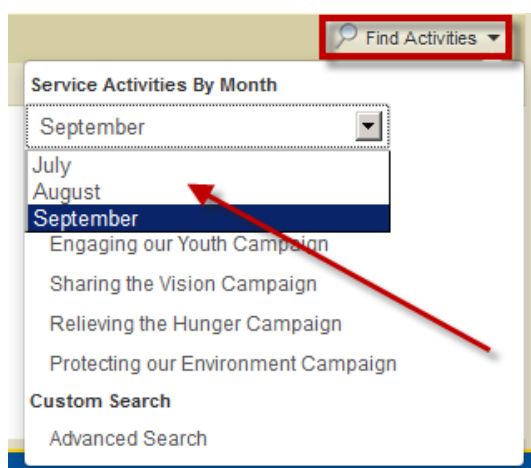 Find Activities
Service Activities By Month
September
July
August
September
Engaging our Youth Campaign
Sharing the Vision Campaign
Relieving the Hunger Campaign
Protecting our Environment Campaign
Custom Search
Advanced Search